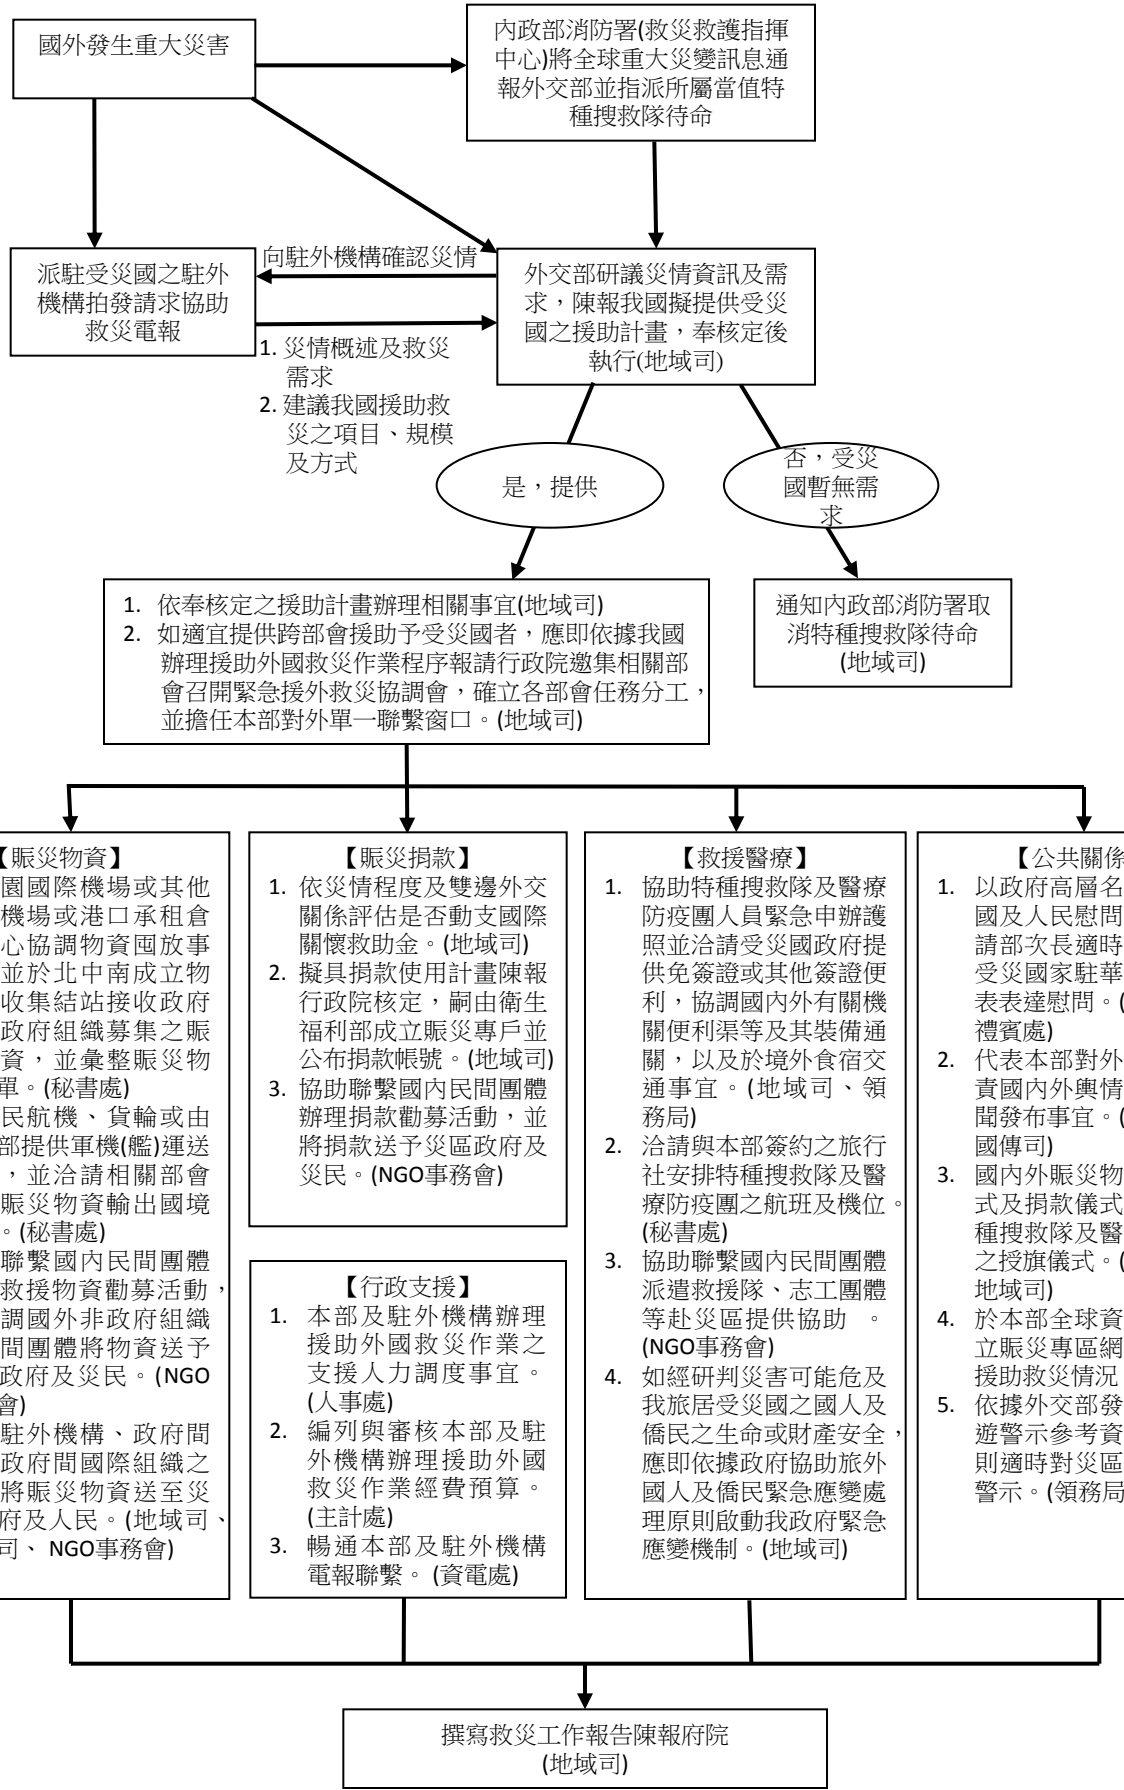 國外發生重大災害
內政部消防署(救災救護指揮
中心)將全球重大災變訊息通
報外交部並指派所屬當值特
種搜救隊待命
派駐受災國之駐外
機構拍發請求協助
救災電報
向駐外機構確認災情
1. 災情概述及救災
需求
2. 建議我國援助救
災之項目、規模
及方式
外交部研議災情資訊及需
求，陳報我國擬提供受災
國之援助計畫，奉核定後
執行(地域司)
是，提供
否，受災
國暫無需
求
1. 依奉核定之援助計畫辦理相關事宜(地域司)
2. 如適宜提供跨部會援助予受災國者，應即依據我國
辦理援助外國救災作業程序報請行政院邀集相關部
會召開緊急援外救災協調會，確立各部會任務分工，
並擔任本部對外單一聯繫窗口。(地域司)
通知內政部消防署取
消特種搜救隊待命
(地域司)
【賑災物資】
園國際機場或其他
機場或港口承租倉
心協調物資囤放事
並於北中南成立物
收集結站接收政府
政府組織募集之賑
資，並彙整賑災物
單。(秘書處)
民航機、貨輪或由
部提供軍機(艦)運送
，並洽請相關部會
賑災物資輸出國境
。(秘書處)
聯繫國內民間團體
救援物資勸募活動，
調國外非政府組織
間團體將物資送予
政府及災民。(NGO
會)
駐外機構、政府間
政府間國際組織之
將賑災物資送至災
府及人民。(地域司、
司、 NGO事務會)
【賑災捐款】
1. 依災情程度及雙邊外交
關係評估是否動支國際
關懷救助金。(地域司)
2. 擬具捐款使用計畫陳報
行政院核定，嗣由衛生
福利部成立賑災專戶並
公布捐款帳號。(地域司)
3. 協助聯繫國內民間團體
辦理捐款勸募活動，並
將捐款送予災區政府及
災民。(NGO事務會)
【行政支援】
1. 本部及駐外機構辦理
援助外國救災作業之
支援人力調度事宜。
(人事處)
2. 編列與審核本部及駐
外機構辦理援助外國
救災作業經費預算。
(主計處)
3. 暢通本部及駐外機構
電報聯繫。 (資電處)
【救援醫療】
1. 協助特種搜救隊及醫療
防疫團人員緊急申辦護
照並洽請受災國政府提
供免簽證或其他簽證便
利，協調國內外有關機
關便利渠等及其裝備通
關，以及於境外食宿交
通事宜。(地域司、領
務局)
2. 洽請與本部簽約之旅行
社安排特種搜救隊及醫
療防疫團之航班及機位。
(秘書處)
3. 協助聯繫國內民間團體
派遣救援隊、志工團體
等赴災區提供協助 。
(NGO事務會)
4. 如經研判災害可能危及
我旅居受災國之國人及
僑民之生命或財產安全，
應即依據政府協助旅外
國人及僑民緊急應變處
理原則啟動我政府緊急
應變機制。(地域司)
【公共關係
1. 以政府高層名
國及人民慰問
請部次長適時
受災國家駐華
表表達慰問。(
禮賓處)
2. 代表本部對外
責國內外輿情
聞發布事宜。(
國傳司)
3. 國內外賑災物
式及捐款儀式
種搜救隊及醫
之授旗儀式。(
地域司)
4. 於本部全球資
立賑災專區網
援助救災情況
5. 依據外交部發
遊警示參考資
則適時對災區
警示。(領務局
撰寫救災工作報告陳報府院
(地域司)